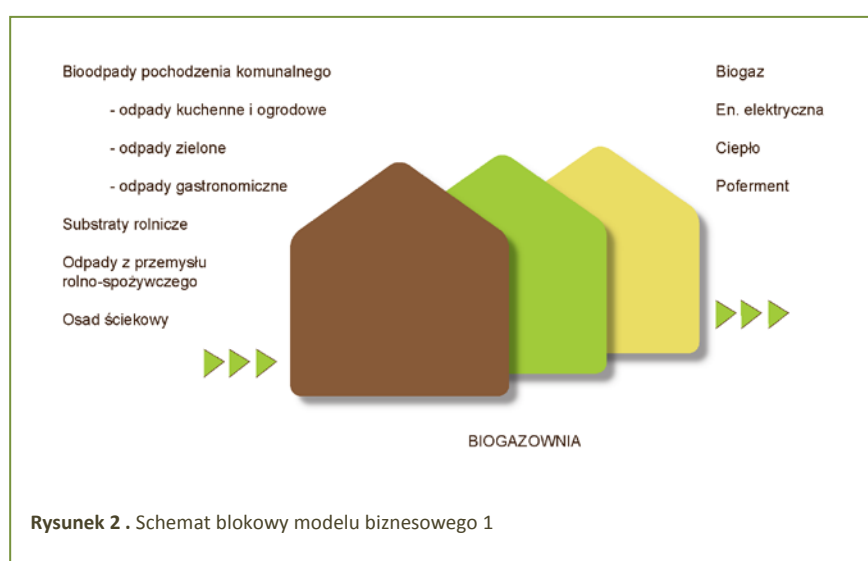 Bioodpady pochodzenia komunalnego
- odpady kuchenne i ogrodowe
- odpady zielone
- odpady gastronomiczne
Substraty rolnicze
Odpady z przemysłu
rolno-spożywczego
Osad ściekowy
Biogaz
En. elektryczna
Ciepło
Poferment
BIOGAZOWNIA
Rysunek 2 . Schemat blokowy modelu biznesowego 1